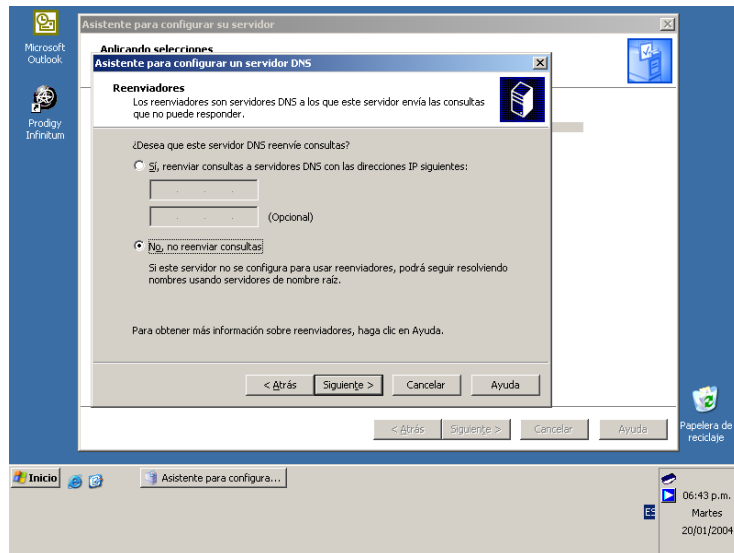 Microsoft
Outlook
Prodigy
Infinitum
Asistente para configurar su servidor
Aplicando selecciones
Asistente para configurar un servidor DNS
Reenviadores
Los reenviadores son servidores DNS a los que este servidor envía las consultas
que no puede responder.
¿Desea que este servidor DNS reenvíe consultas?
Sí, reenviar consultas a servidores DNS con las direcciones IP siguientes:
(Opcional)
No, no reenviar consultas
Si este servidor no se configura para usar reenviadores, podrá seguir resolviendo
nombres usando servidores de nombre raíz.
Para obtener más información sobre reenviadores, haga clic en Ayuda.
< Atrás Siguiente > Cancelar Ayuda
< Atrás Siguiente > Cancelar Ayuda
Papelera de
reciclaje
Inicio
Asistente para configura...
ES
06:43 p.m.
Martes
20/01/2004